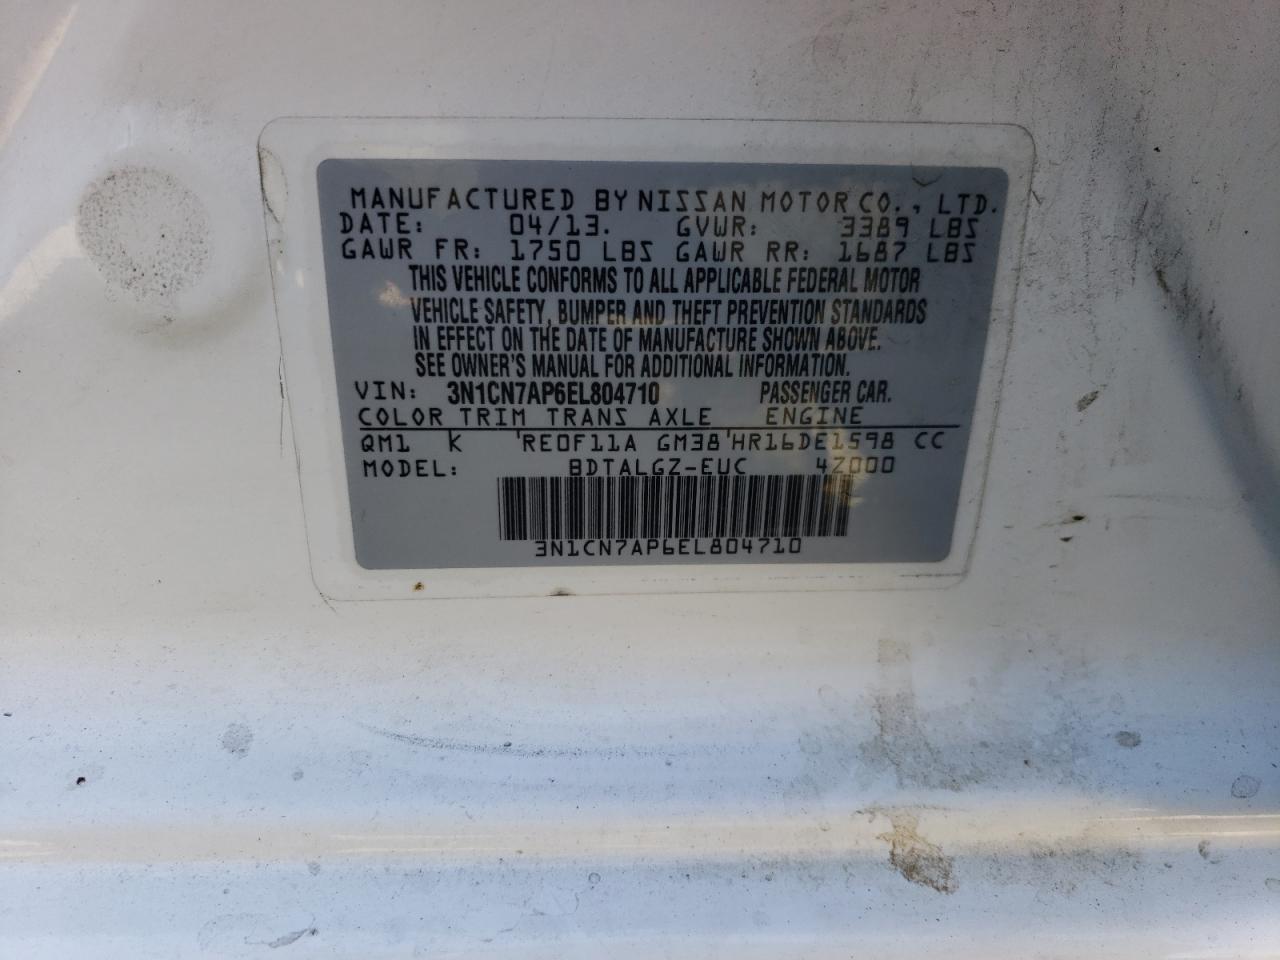 MANUFACTURED BY NISSAN MOTOR CO., LTD.
DATE: 04/13. GVWR: 3389 LBS
GAWR FR: 1750 LBS GAWR RR: 1687 LBS
THIS VEHICLE CONFORMS TO ALL APPLICABLE FEDERAL MOTOR
VEHICLE SAFETY, BUMPER AND THEFT PREVENTION STANDARDS
IN EFFECT ON THE DATE OF MANUFACTURE SHOWN ABOVE.
SEE OWNER'S MANUAL FOR ADDITIONAL INFORMATION.
VIN: 3N1CN7AP6EL804710 PASSENGER CAR.
COLOR TRIM TRANS AXLE ENGINE
QM1 K 'RE0F11A GM38'HR16DE1598 CC
MODEL: BDTALGZ-EUC 4Z000
3N1CN7AP6EL804710